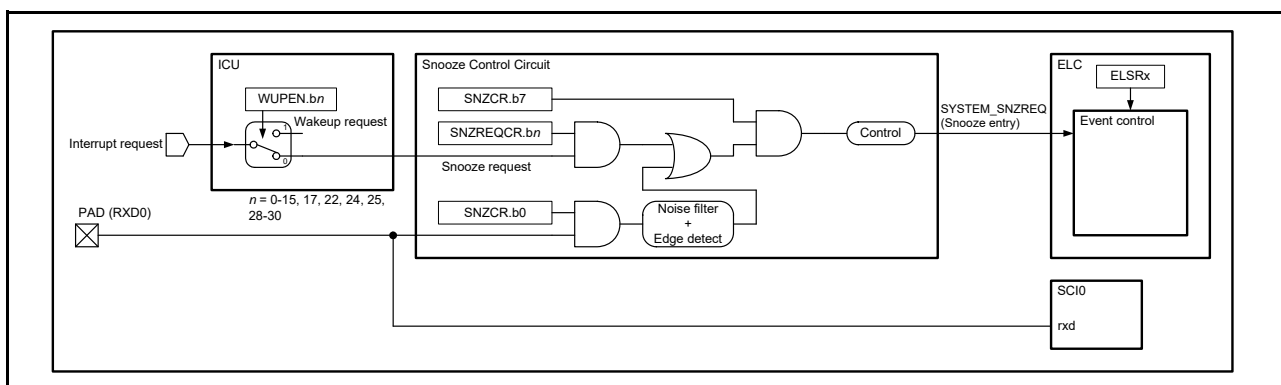 ICU
WUPEN.bn
1
Wakeup request
Interrupt request
0
n = 0-15, 17, 22, 24, 25,
28-30
PAD (RXD0)
Snooze Control Circuit
SNZCR.b7
SNZREQCR.bn
Snooze request
SNZCR.b0
Noise filter
+
Edge detect
Control
SYSTEM_SNZREQ
(Snooze entry)
ELC
ELSRx
Event control
SCI0
rxd